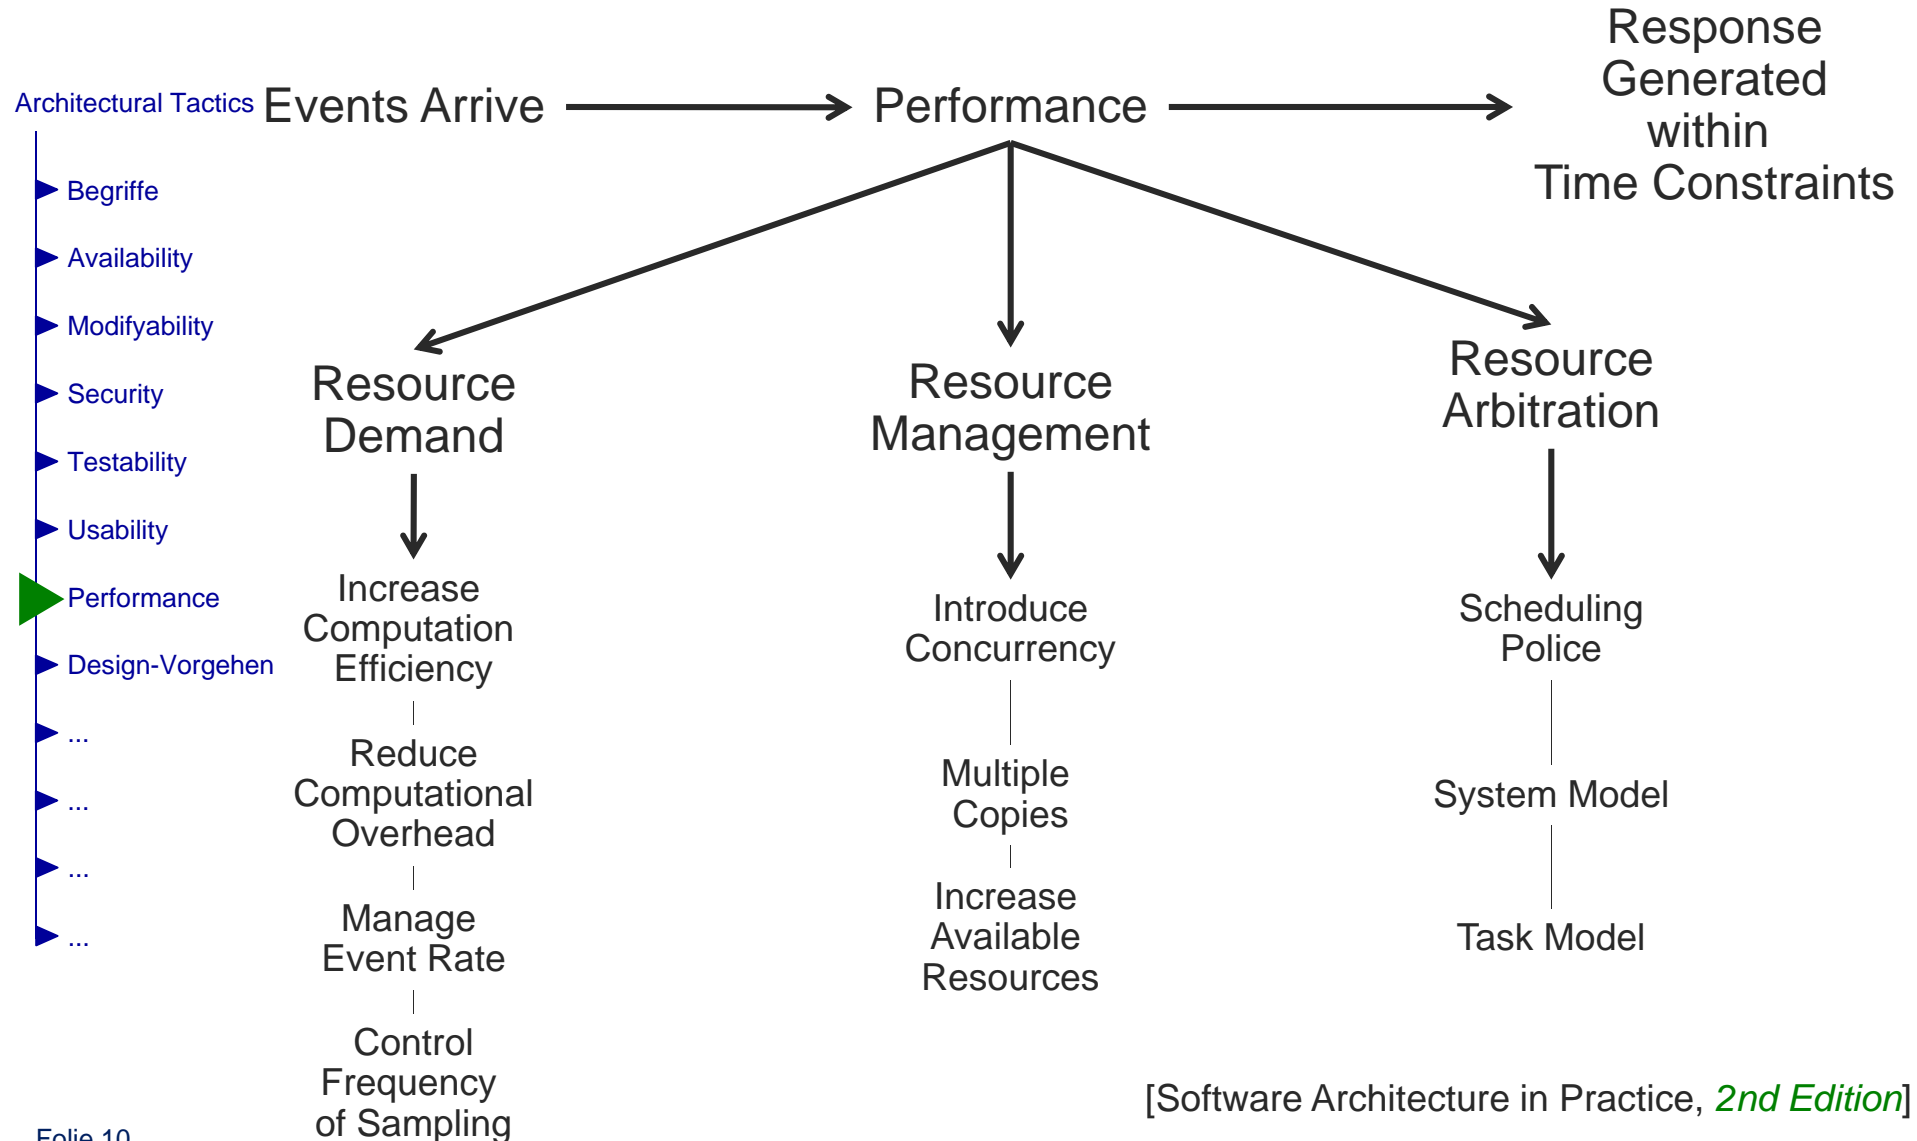 Architectural Tactics
Begriffe
Availability
Modifyability
Security
Testability
Usability
Performance
Design-Vorgehen
...
...
...
...
Events Arrive
Performance
Response
Generated
within
Time Constraints
Resource
Demand
Increase
Computation
Efficiency
Reduce
Computational
Overhead
Manage
Event Rate
Control
Frequency
of Sampling
Resource
Management
Introduce
Concurrency
Multiple
Copies
Increase
Available
Resources
Resource
Arbitration
Scheduling
Police
System Model
Task Model
[Software Architecture in Practice, 2nd Edition]
Folie 10